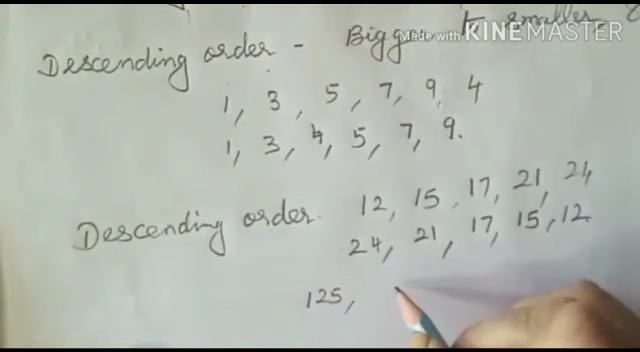 Descending order - Bigger to smaller
Made with KINEMASTER
1, 3, 5, 7, 9, 4
1, 3, 4, 5, 7, 9.
Descending order. 12, 15, 17, 21, 24
24, 21, 17, 15, 12
125,